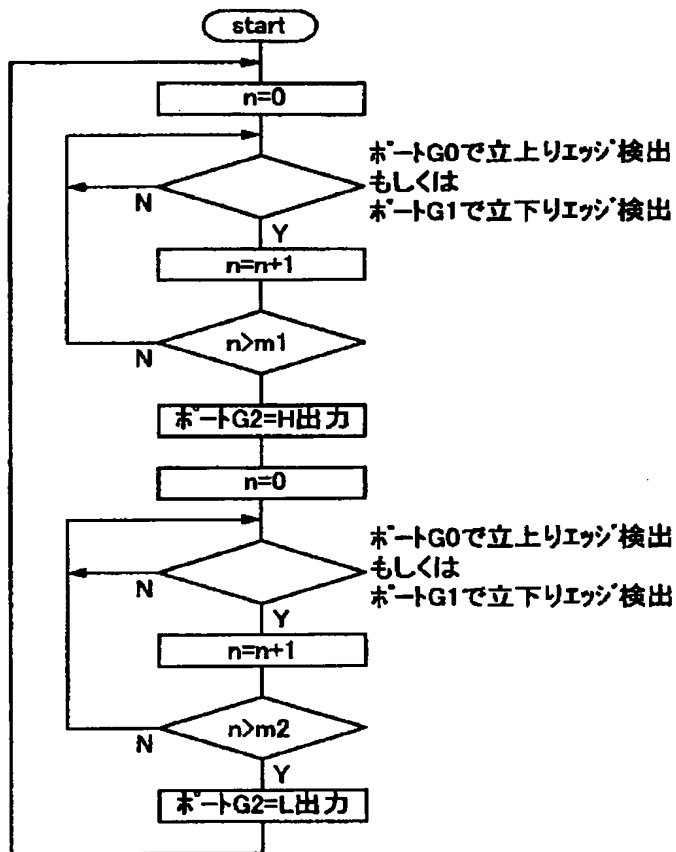 start
n=0
ポートG0で立上りエッジ検出
もしくは
ポートG1で立下りエッジ検出
N
Y
n=n+1
n>m1
N
ポートG2=H出力
n=0
ポートG0で立上りエッジ検出
もしくは
ポートG1で立下りエッジ検出
N
Y
n=n+1
n>m2
N
Y
ポートG2=L出力